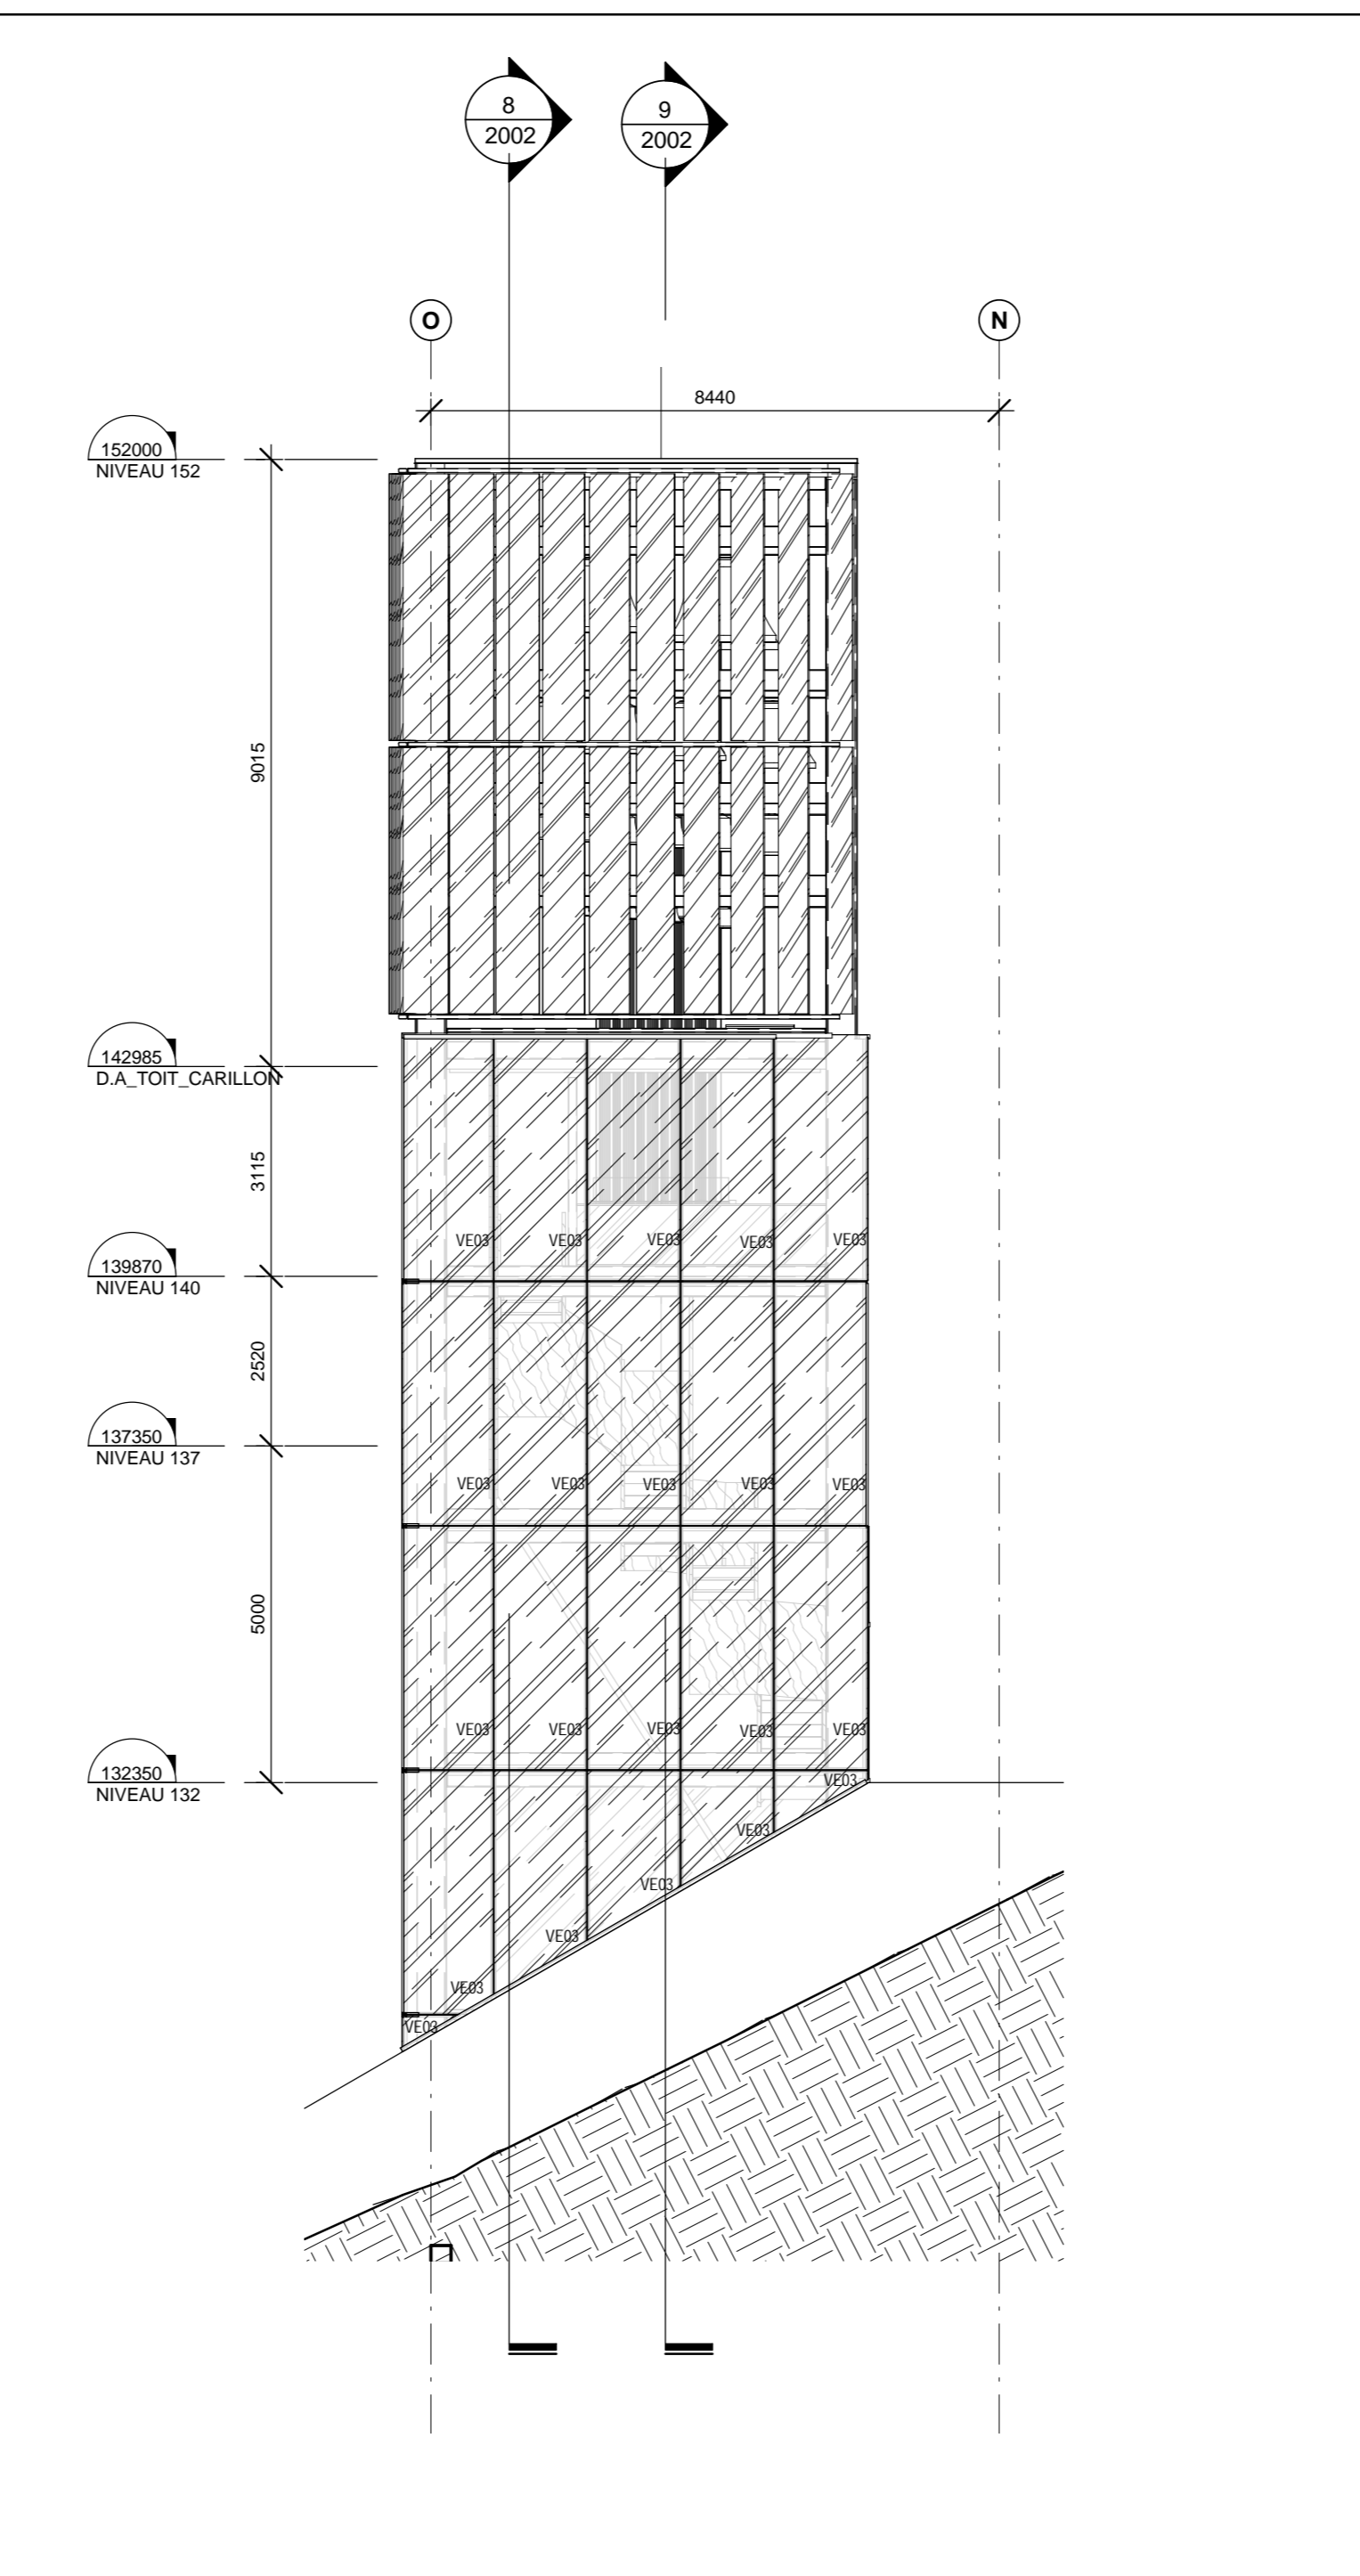 8
2002
9
2002
O
N
8440
152000
NIVEAU 152
9015
142985
D.A_TOIT_CARILLON
3115
VE03 VE03 VE03 VE03 VE03
139870
NIVEAU 140
2520
137350
NIVEAU 137
VE03 VE03 VE03 VE03 VE03
5000
VE03 VE03 VE03 VE03 VE03
132350
NIVEAU 132
VE03
VE03
VE03
VE03
VE03
VE03